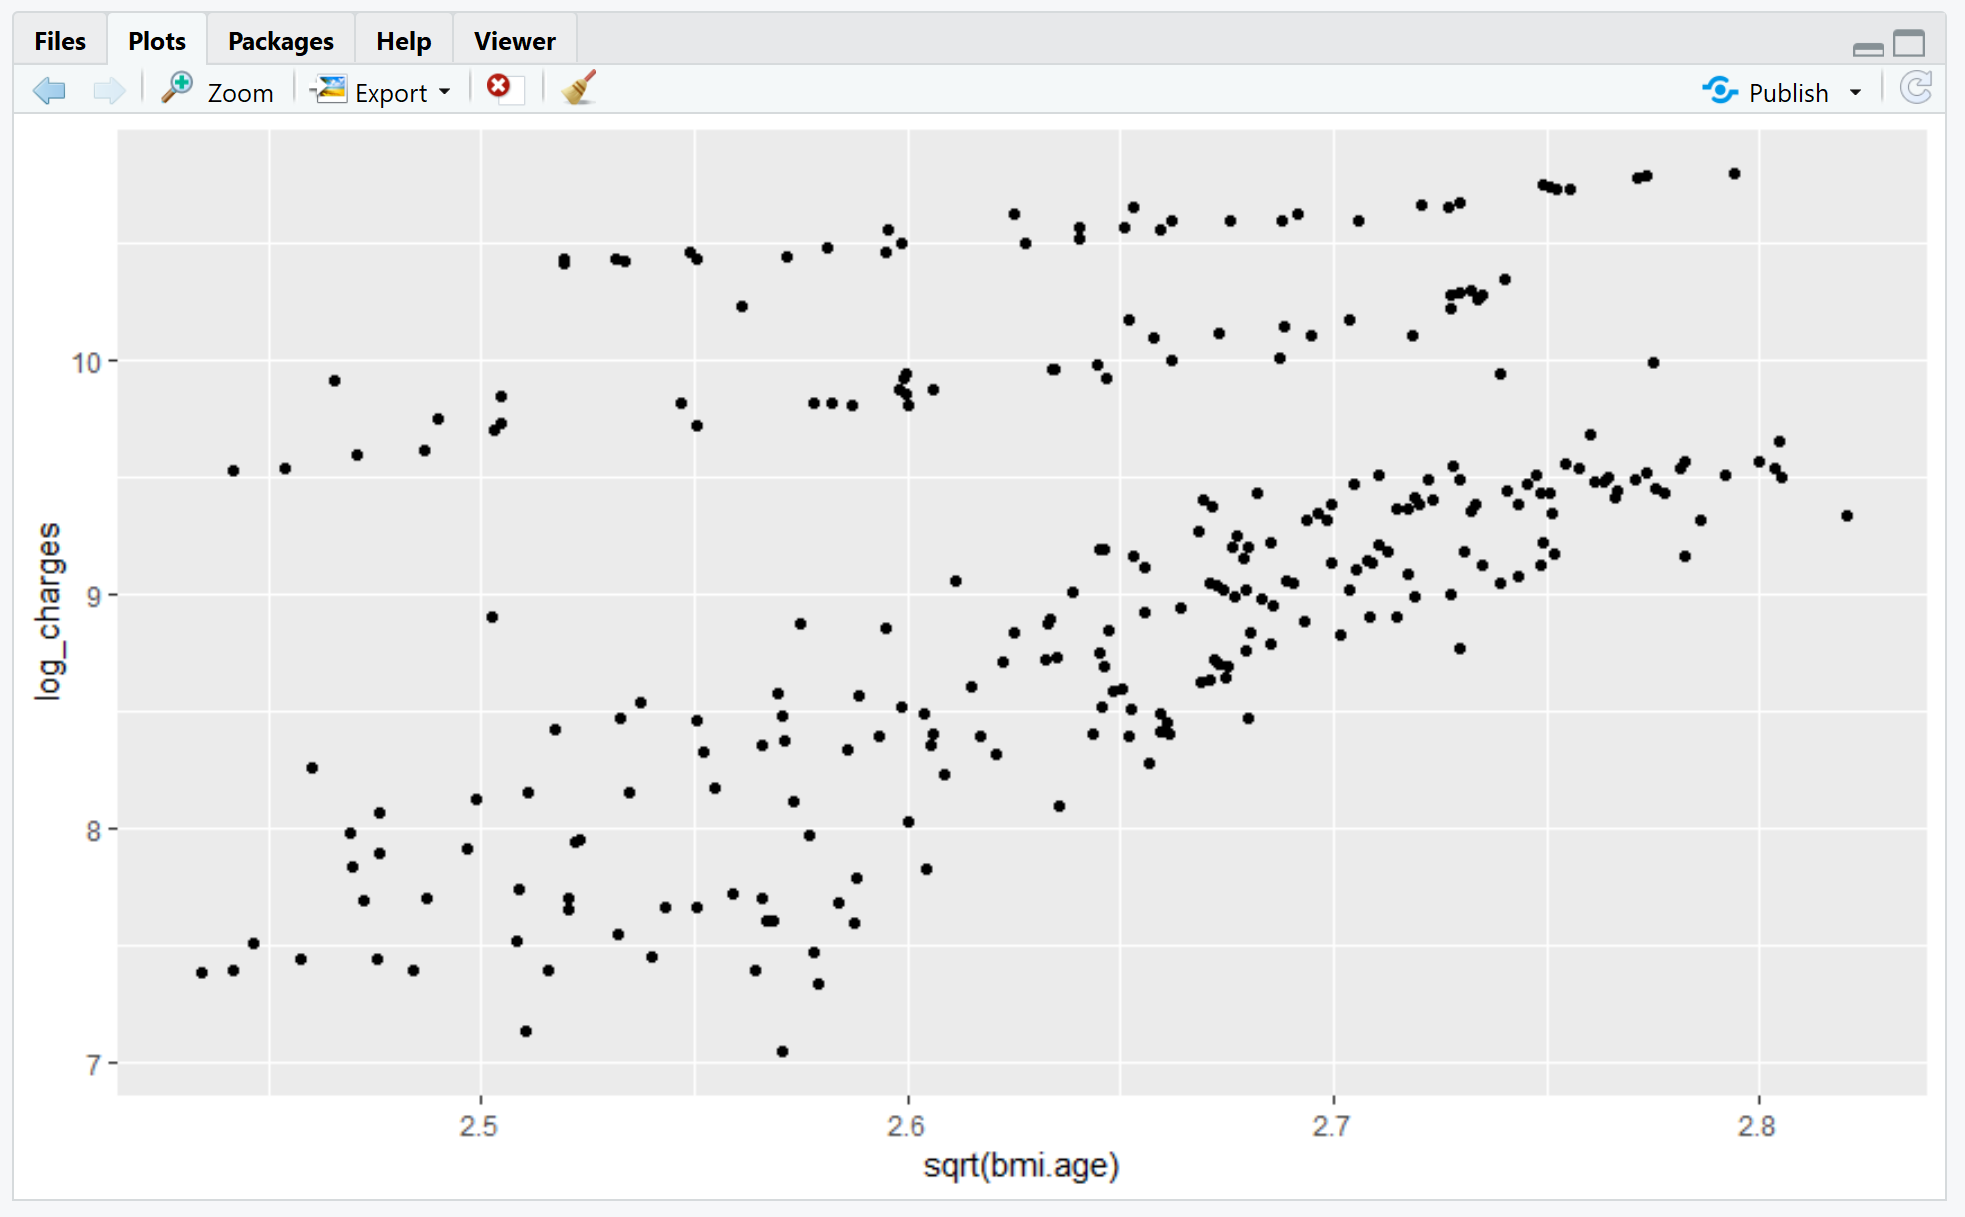 Files Plots Packages Help Viewer
Zoom Export Publish
log_charges
10
9
8
7
2.5 2.6 2.7 2.8
sqrt(bmi.age)